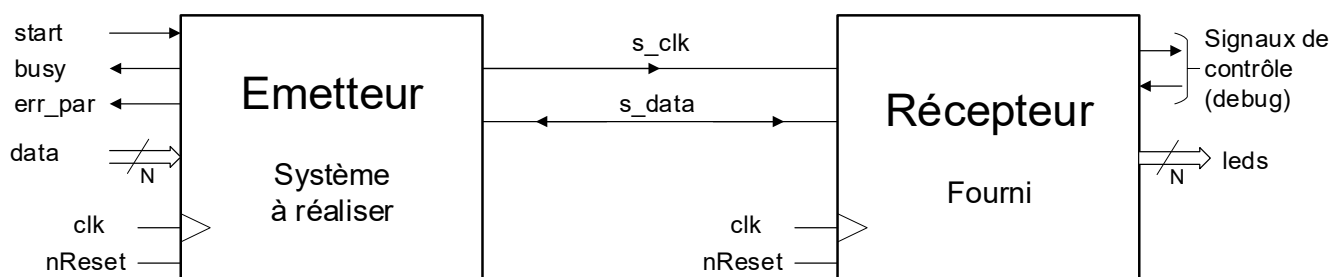 start
busy
err_par
data
N
clk
nReset
Emetteur
Système
à réaliser
s_clk
s_data
clk
nReset
Récepteur
Fourni
Signaux de
contrôle
(debug)
leds
N